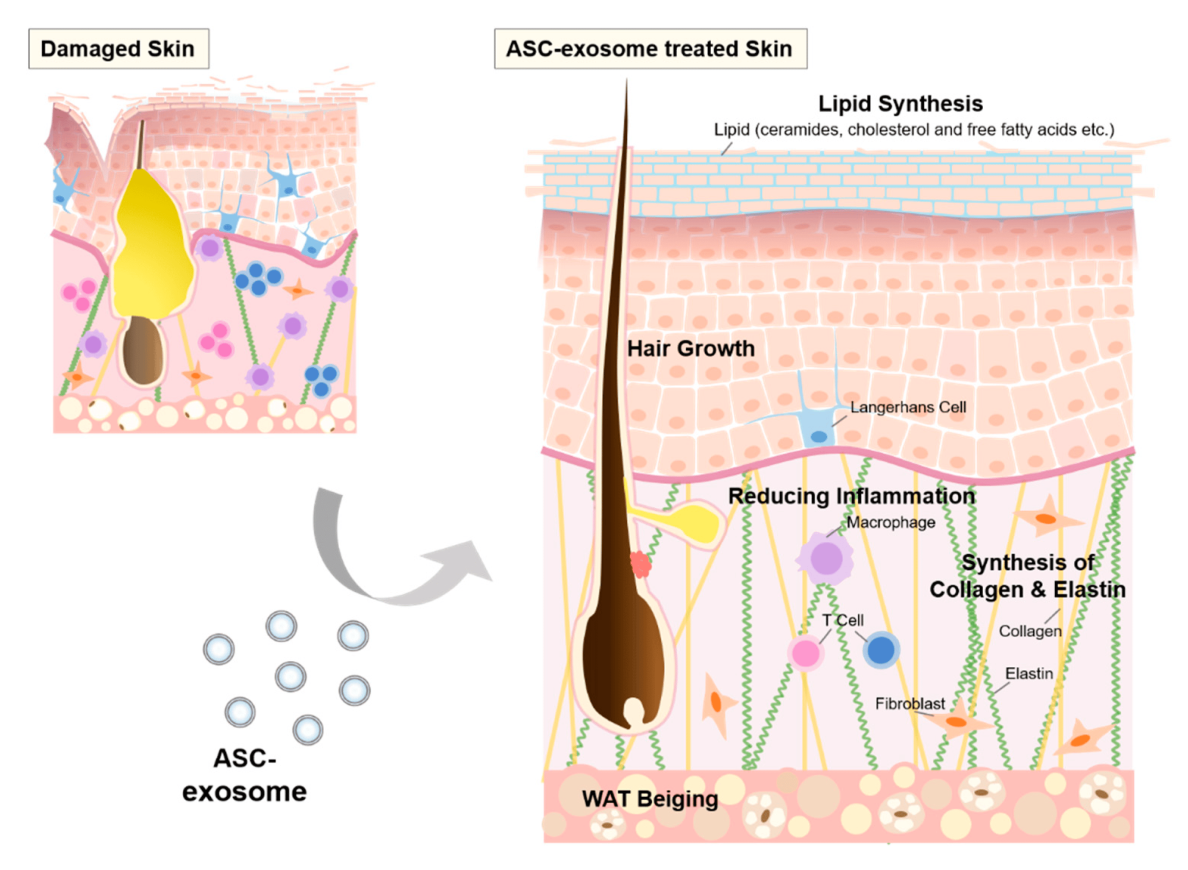 Damaged Skin
ASC-exosome treated Skin
Lipid Synthesis
Lipid (ceramides, cholesterol and free fatty acids etc.)
Hair Growth
Langerhans Cell
Reducing Inflammation
Macrophage
Synthesis of
Collagen & Elastin
Collagen
T Cell
Elastin
Fibroblast
ASC-
exosome
WAT Beiging